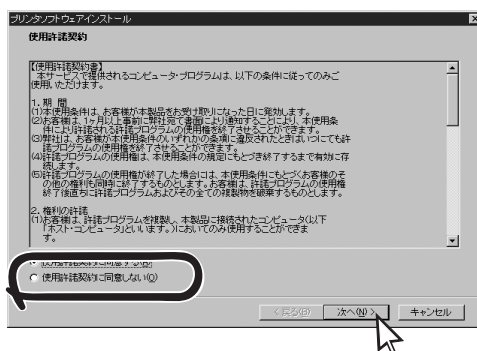 プリンタソフトウェアインストール
使用許諾契約
【使用許諾契約書】
本サービスで提供されるコンピュータ・プログラムは、以下の条件に従ってのみご
使用いただけます。
1. 期 間
(1)本使用条件は、お客様が本製品をお受け取りになった日に発効します。
(2)お客様は、1ヶ月以上事前に弊社宛て書面により通知することにより、本使用条
件により許諾される許諾プログラムの使用権を終了させることができます。
(3)弊社は、お客様が本使用条件のいずれかの条項に違反されたときはいつにても許
諾プログラムの使用権を終了させることができます。
(4)許諾プログラムの使用権は、本使用条件の規定にもとづき終了するまで有効に存
続します。
(5)許諾プログラムの使用権が終了した場合には、本使用条件にもとづくお客様のそ
の他の権利も同時に終了するものとします。お客様は、許諾プログラムの使用権
終了後直ちに許諾プログラムおよびその全ての複製物を破棄するものとします。
2. 権利の許諾
(1)お客様は、許諾プログラムを複製し、本製品に接続されたコンピュータ(以下
「ホスト・コンピュータ」といいます。)においてのみ使用することができま
す。
使用許諾契約に同意する(B)
使用許諾契約に同意しない(O)
< 戻る(B) 次へ(N) > キャンセル